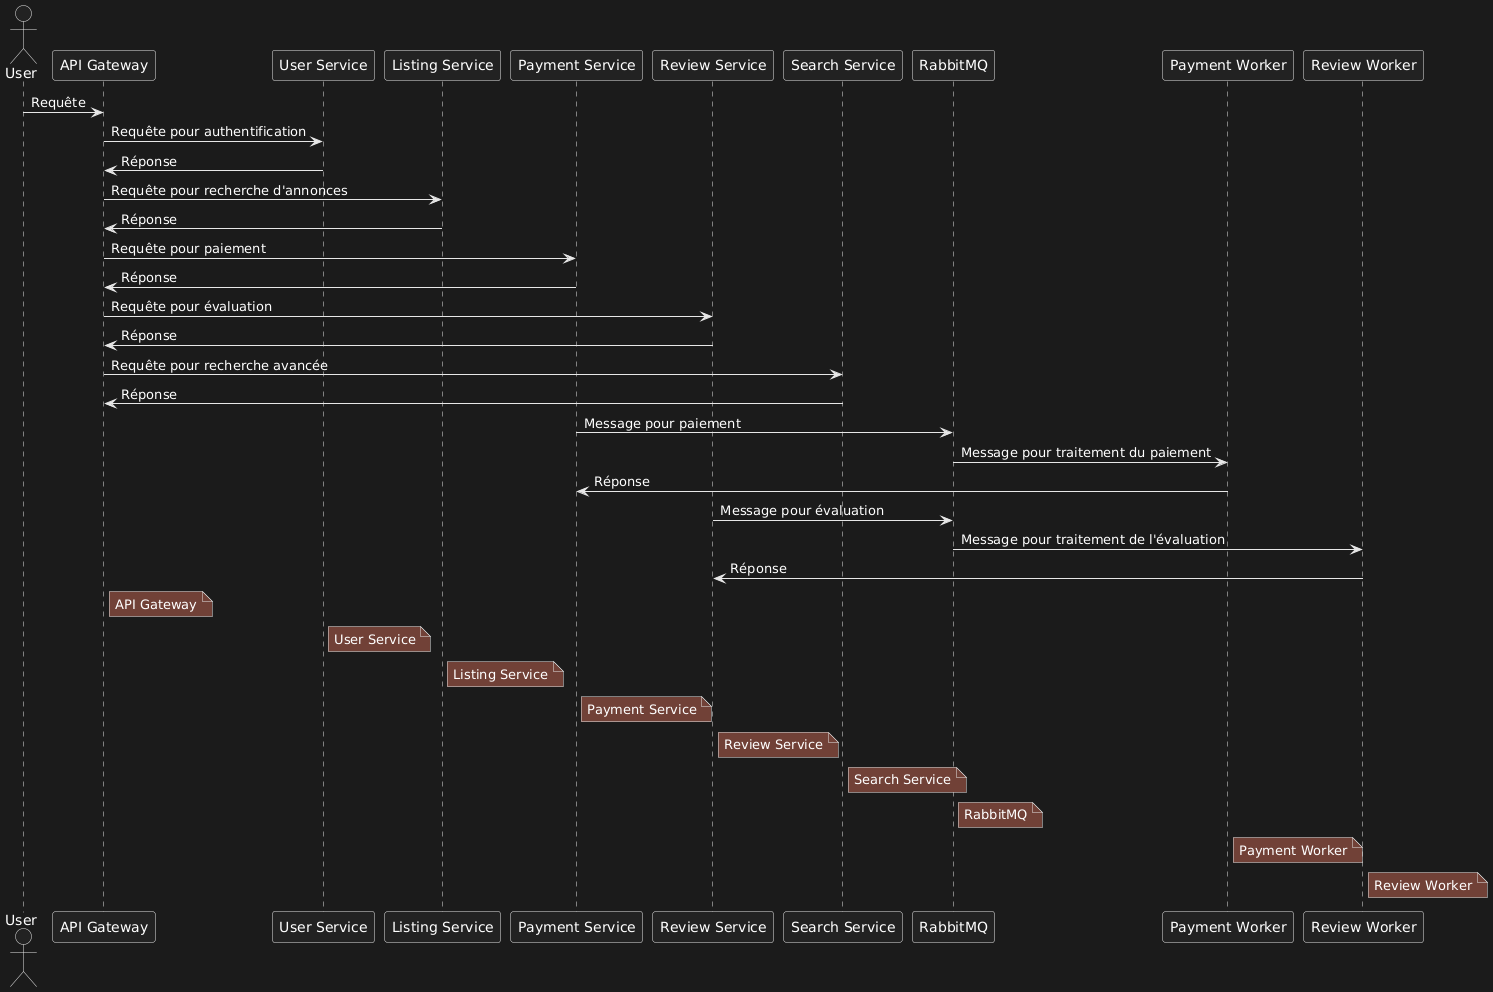 User
API Gateway
User Service
Listing Service
Payment Service
Review Service
Search Service
RabbitMQ
Payment Worker
Review Worker
Requête
Requête pour authentification
Réponse
Requête pour recherche d'annonces
Réponse
Requête pour paiement
Réponse
Requête pour évaluation
Réponse
Requête pour recherche avancée
Réponse
Message pour paiement
Message pour traitement du paiement
Réponse
Message pour évaluation
Message pour traitement de l'évaluation
Réponse
API Gateway
User Service
Listing Service
Payment Service
Review Service
Search Service
RabbitMQ
Payment Worker
Review Worker
User
API Gateway
User Service
Listing Service
Payment Service
Review Service
Search Service
RabbitMQ
Payment Worker
Review Worker